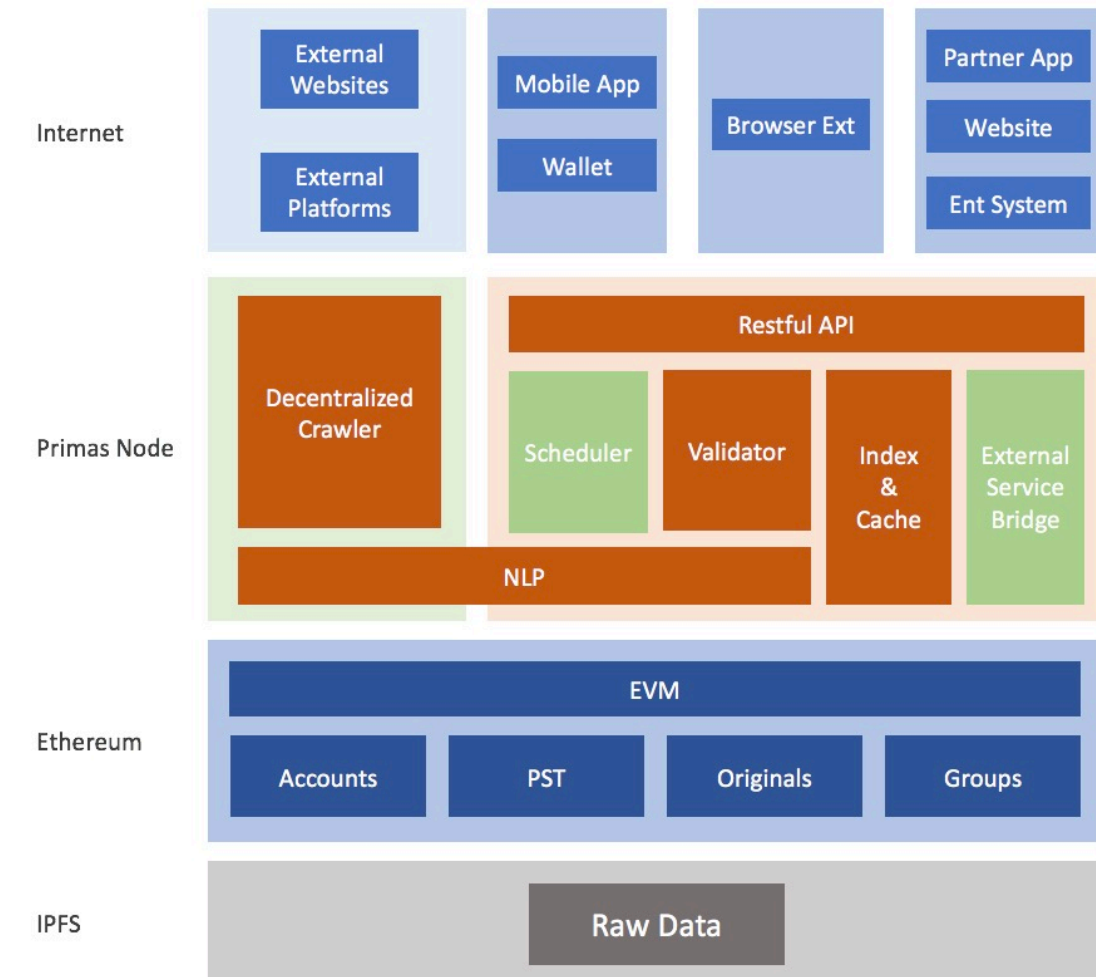 Internet
External
Websites
External
Platforms
Mobile App
Wallet
Browser Ext
Partner App
Website
Ent System
Primas Node
Decentralized
Crawler
Restful API
Scheduler
Validator
Index
&
Cache
External
Service
Bridge
NLP
Ethereum
EVM
Accounts
PST
Originals
Groups
IPFS
Raw Data